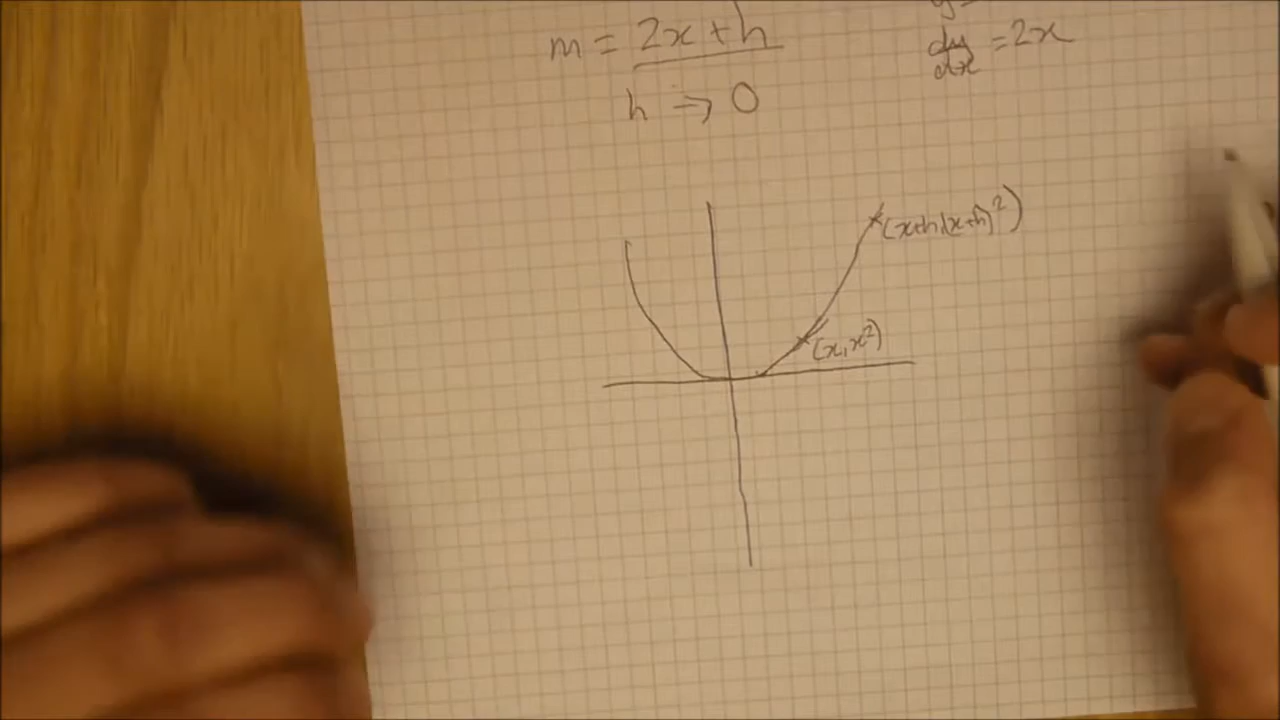 m = 2x + h
h → 0
y =
dy/dx = 2x
(x+h,(x+h)²)
(x, x²)